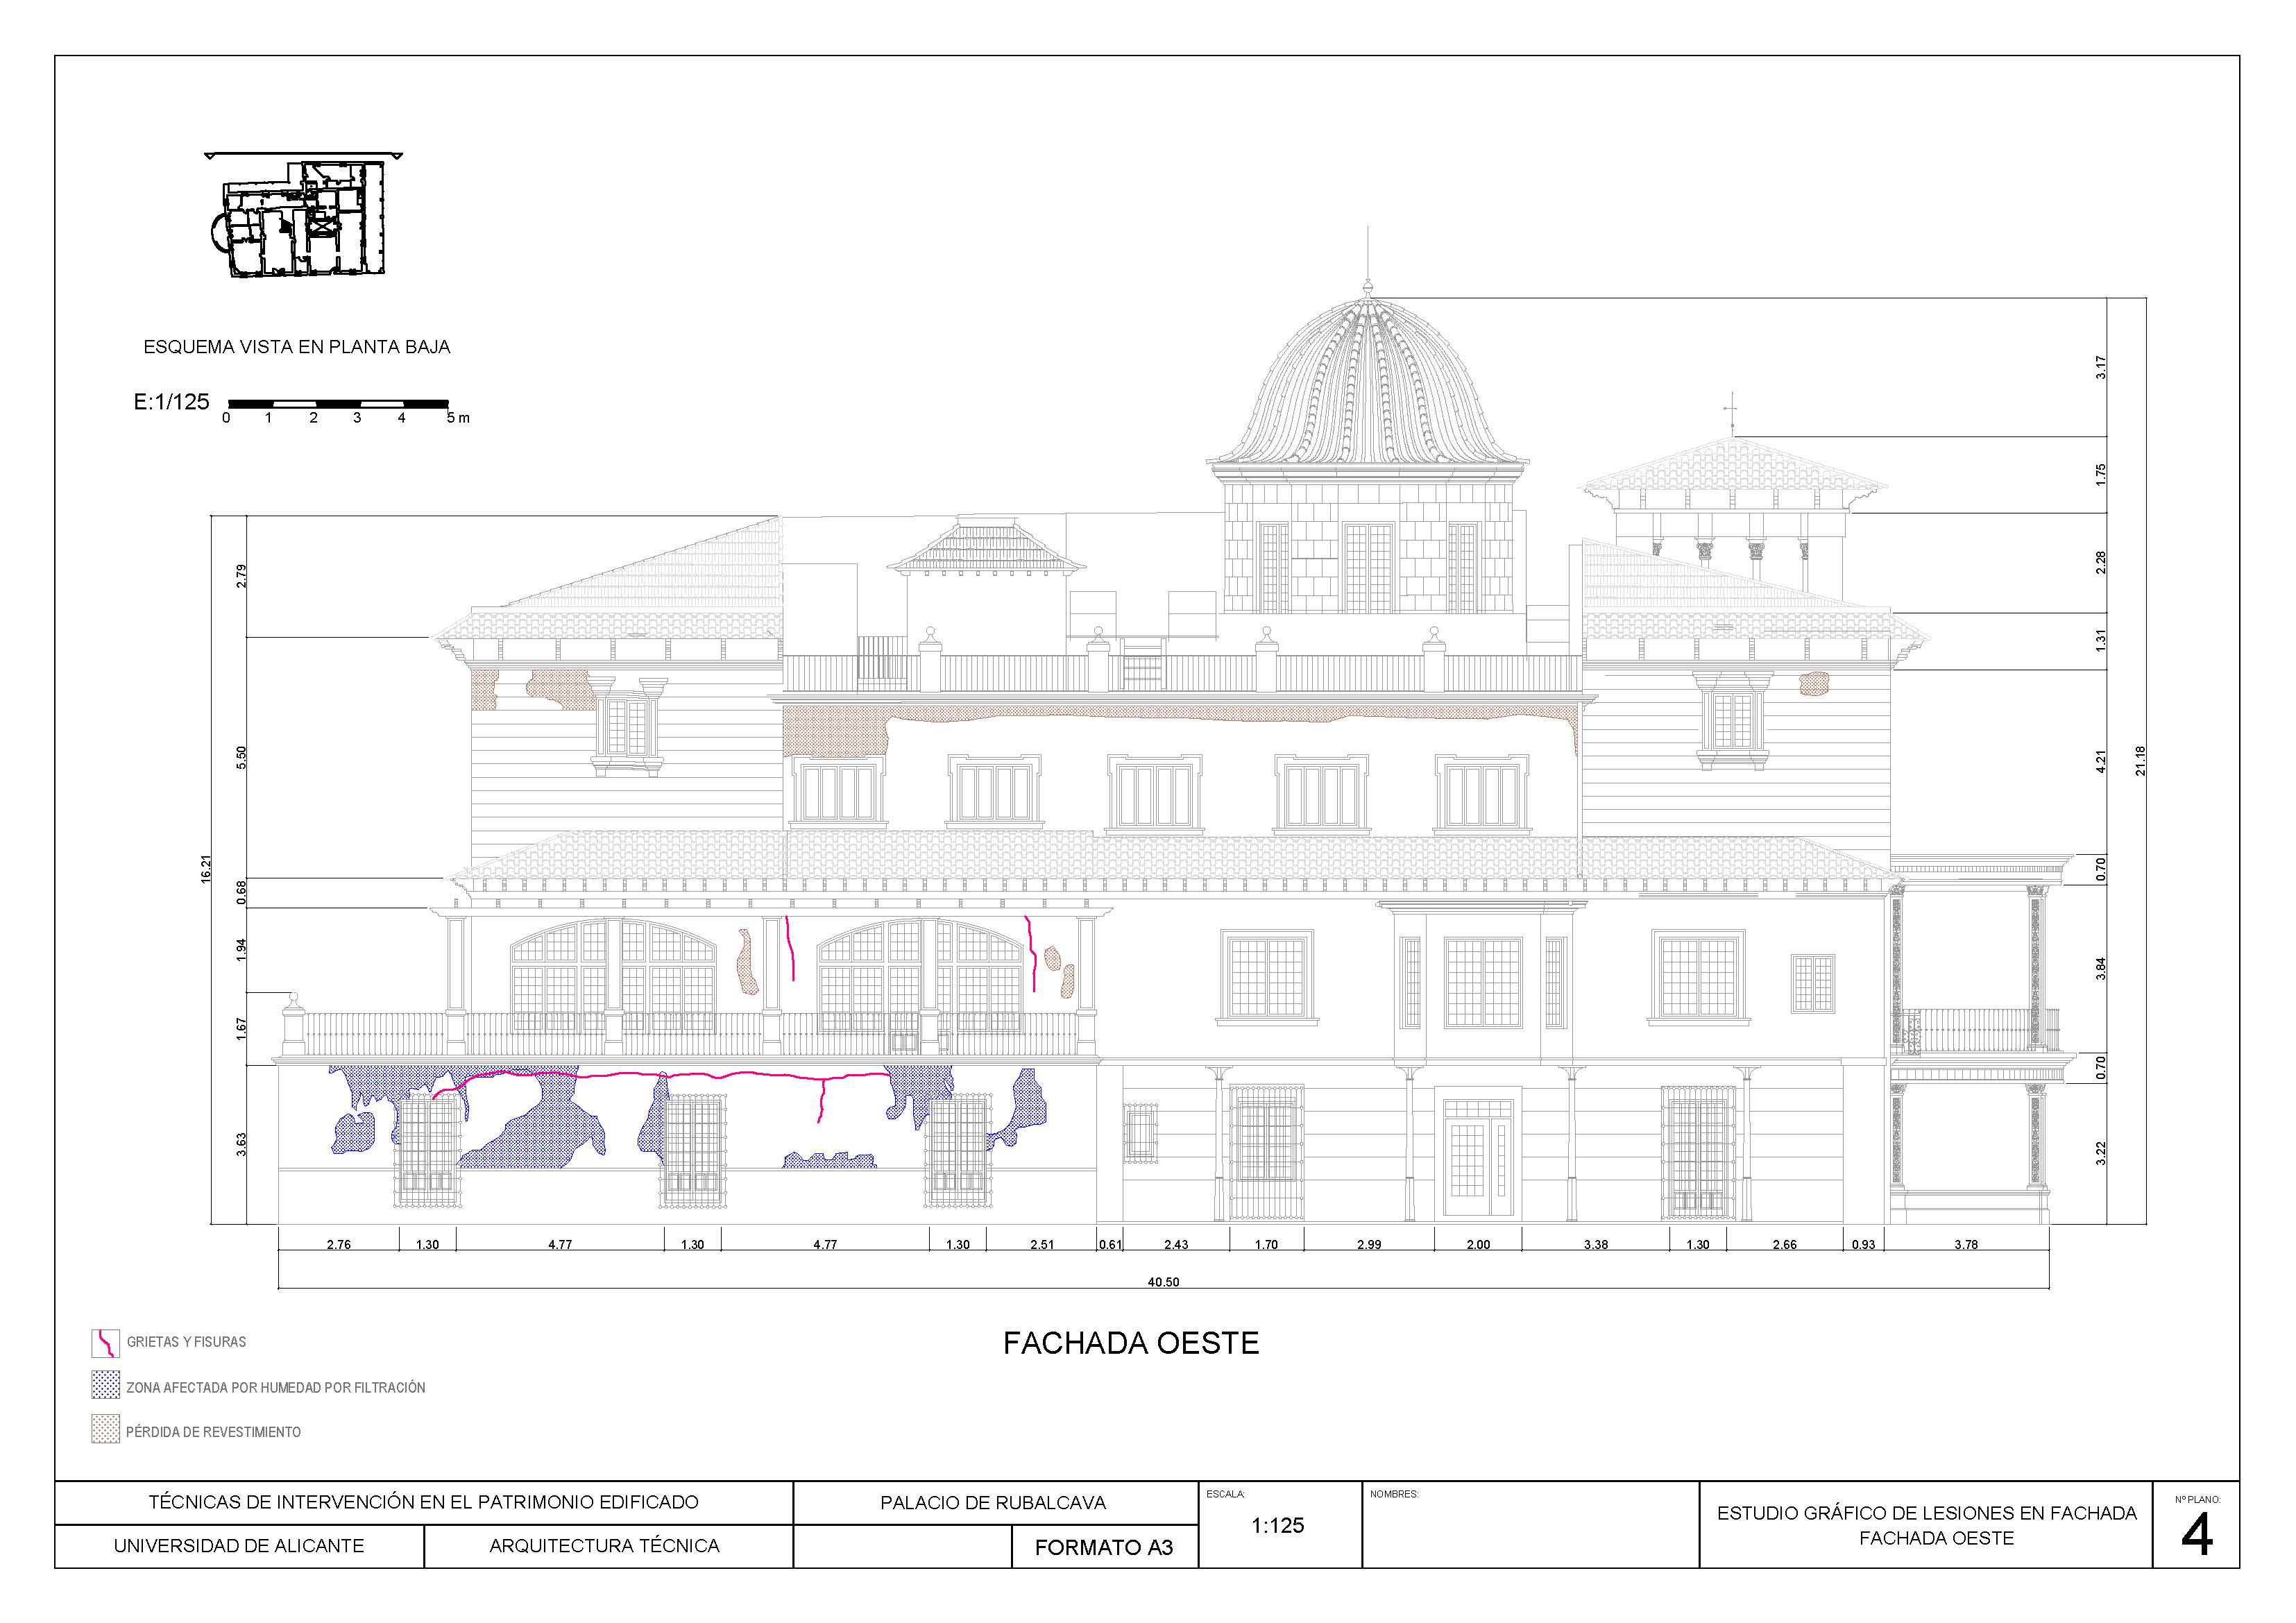 ESQUEMA VISTA EN PLANTA BAJA
E:1/125
0 1 2 3 4 5 m
3.17
1.75
2.28
1.31
4.21
21.18
0.70
3.84
0.70
3.22
2.79
5.50
16.21
0.68
1.94
1.67
3.63
2.76 1.30 4.77 1.30 4.77 1.30 2.51 0.61 2.43 1.70 2.99 2.00 3.38 1.30 2.66 0.93 3.78
40.50
FACHADA OESTE
GRIETAS Y FISURAS
ZONA AFECTADA POR HUMEDAD POR FILTRACIÓN
PÉRDIDA DE REVESTIMIENTO
TÉCNICAS DE INTERVENCIÓN EN EL PATRIMONIO EDIFICADO
UNIVERSIDAD DE ALICANTE
ARQUITECTURA TÉCNICA
PALACIO DE RUBALCAVA
FORMATO A3
ESCALA:
1:125
NOMBRES:
ESTUDIO GRÁFICO DE LESIONES EN FACHADA
FACHADA OESTE
Nº PLANO:
4